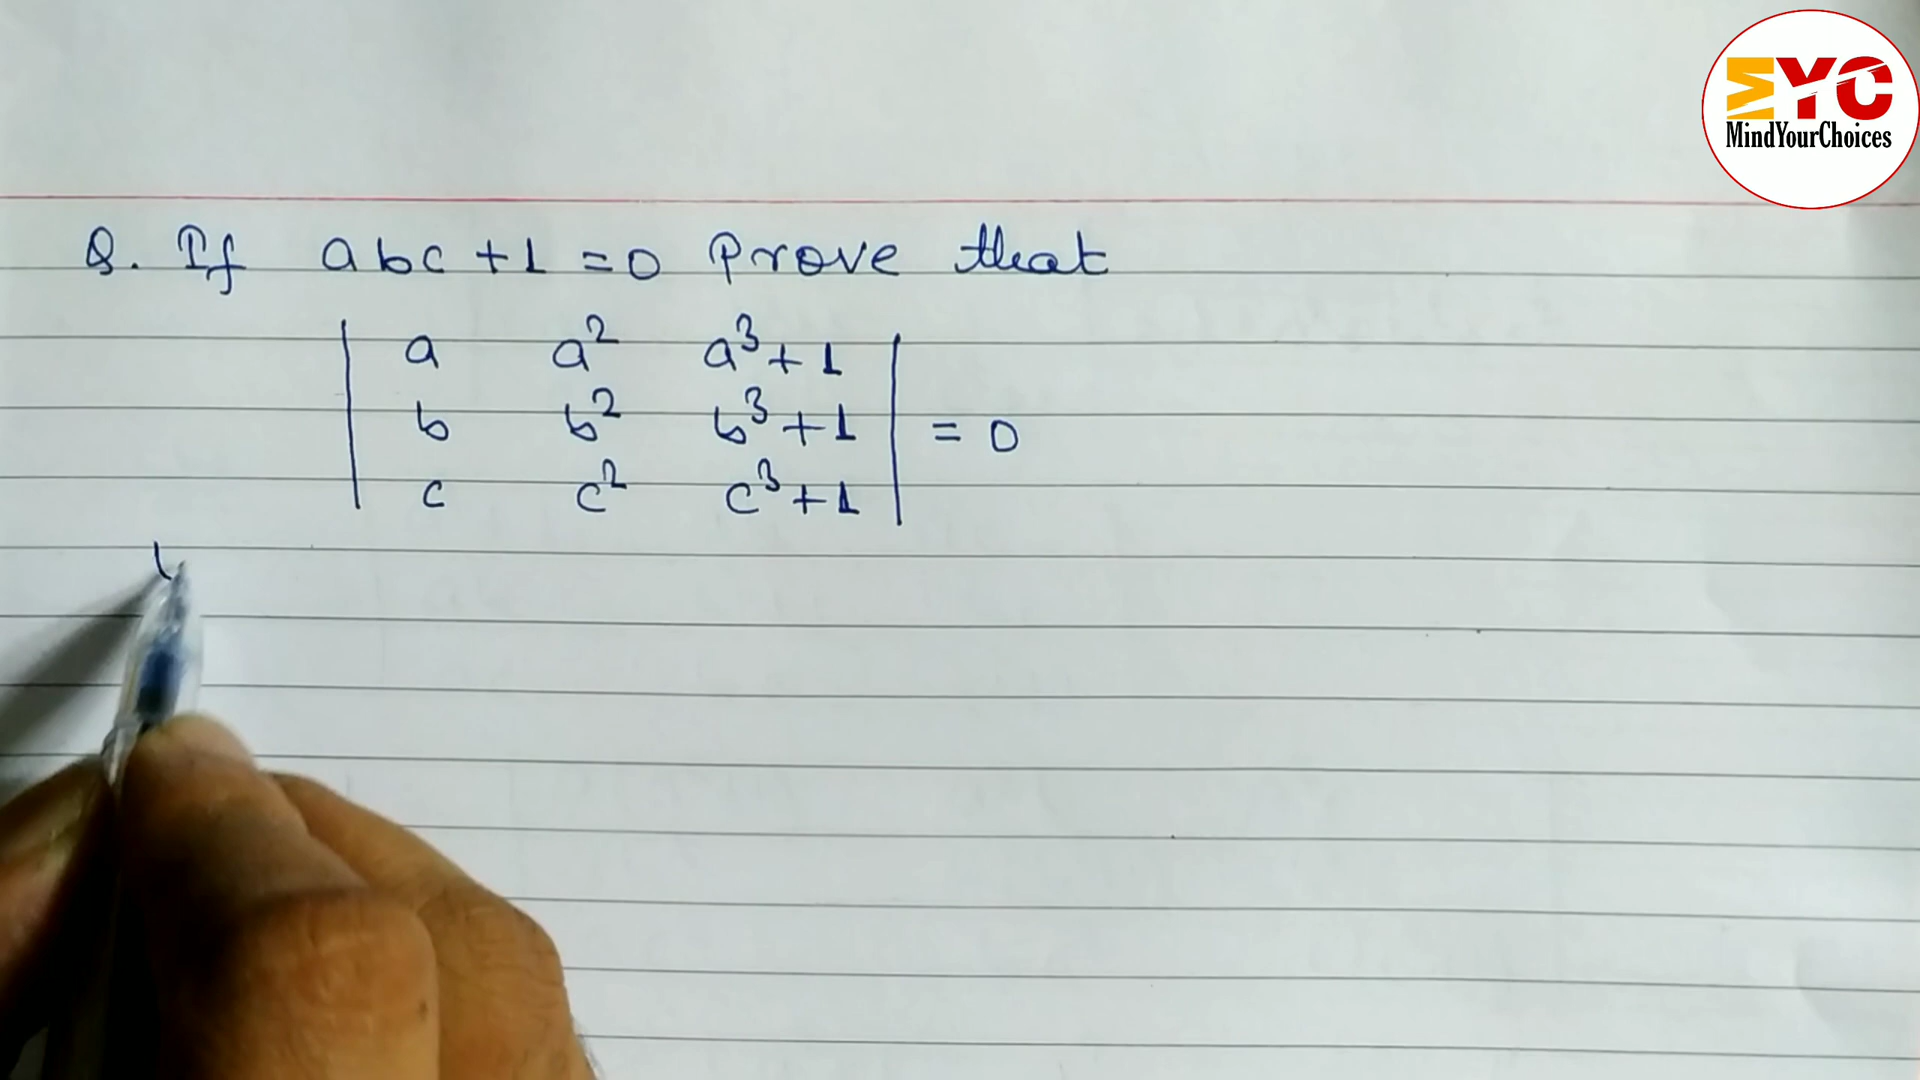 MYC
MindYourChoices
Q. If abc + 1 = 0 Prove that
| a a² a³ + 1 |
| b b² b³ + 1 | = 0
| c c² c³ + 1 |